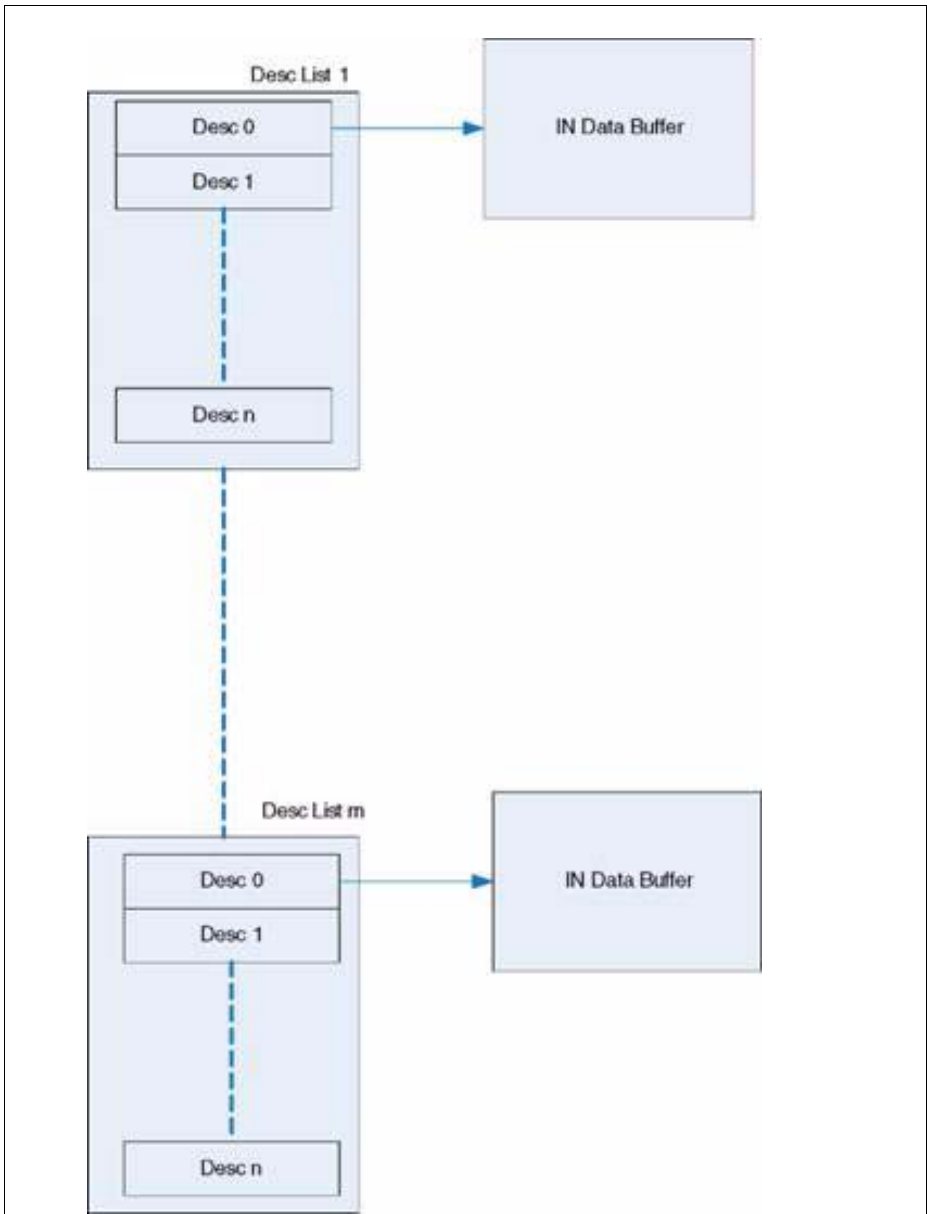 Desc List 1
Desc 0
IN Data Buffer
Desc 1
Desc n
Desc List m
Desc 0
IN Data Buffer
Desc 1
Desc n